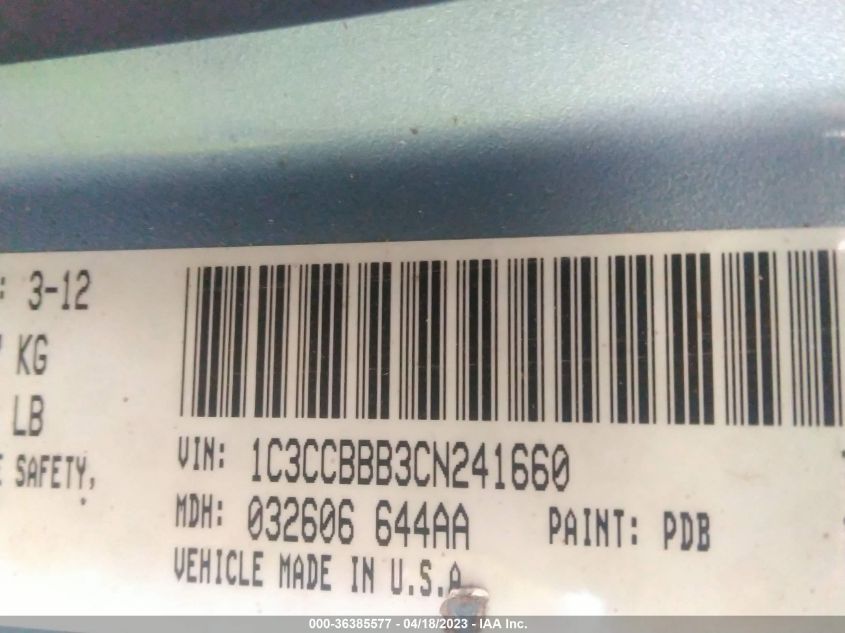 : 3-12
KG
LB
SAFETY,
VIN: 1C3CCBBB3CN241660
MDH: 032606 644AA PAINT: PDB
VEHICLE MADE IN U.S.A
000-36385577 - 04/18/2023 - IAA Inc.